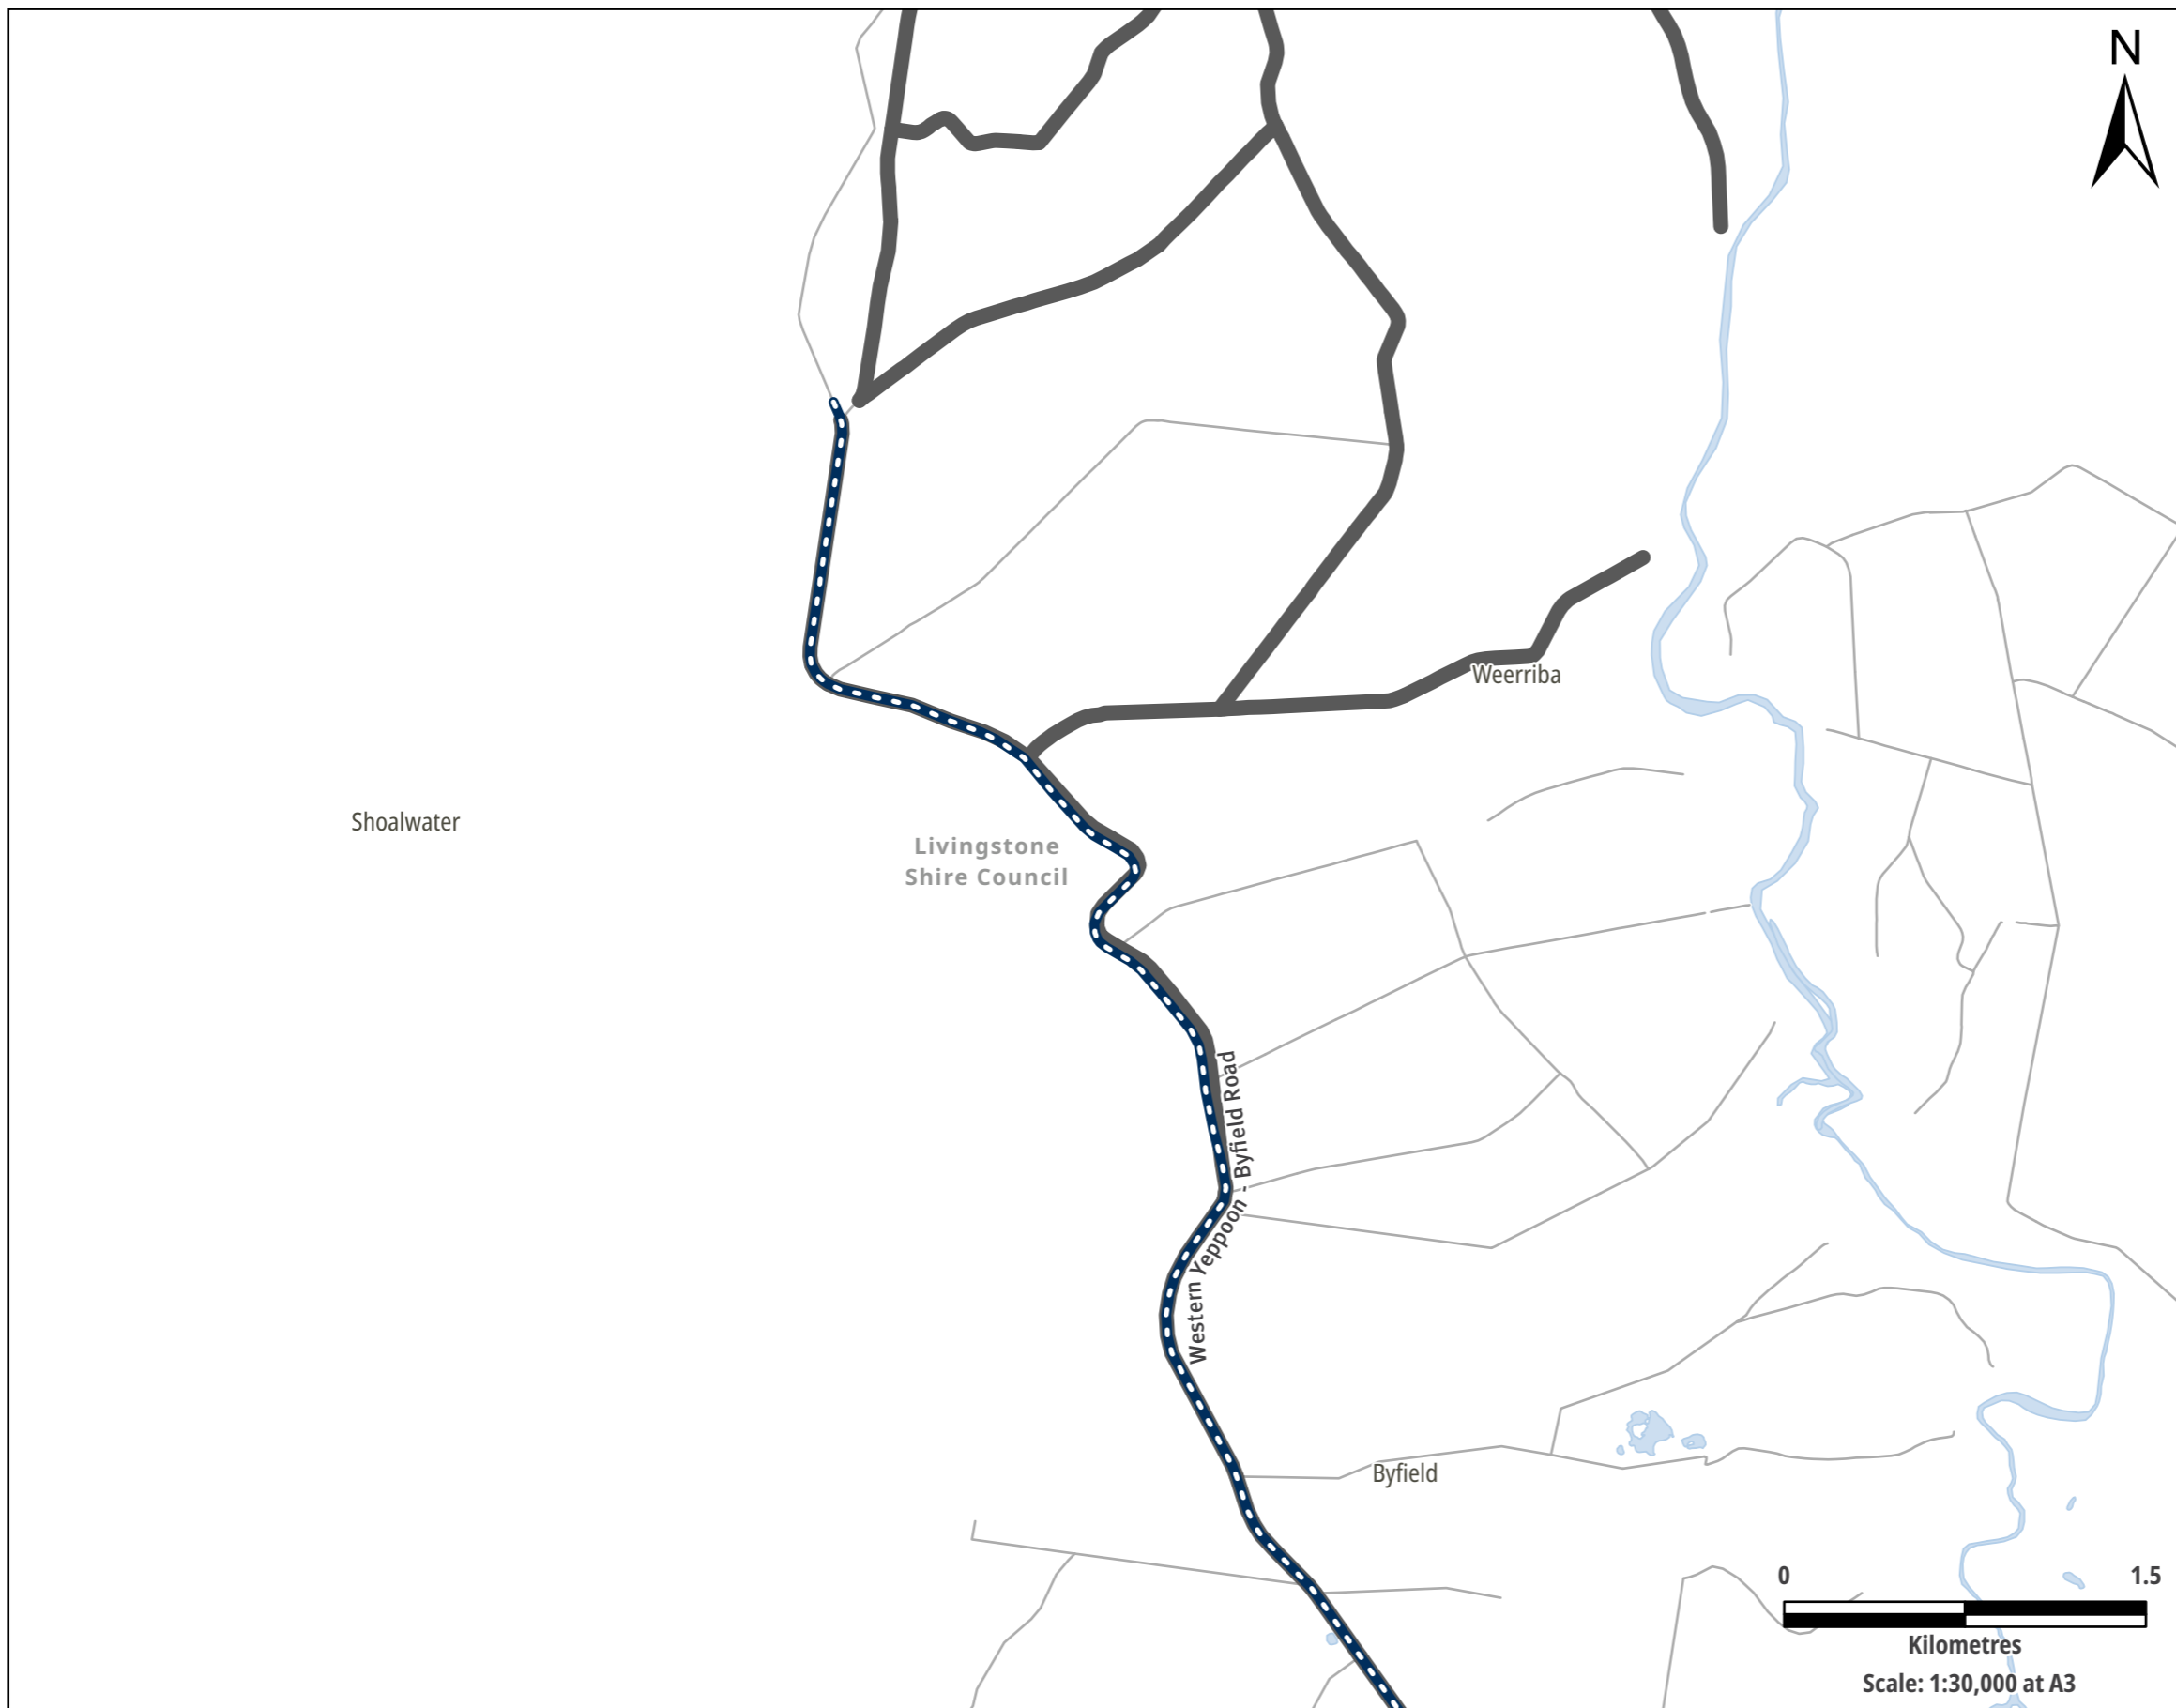 N
Weerriba
Shoalwater
Livingstone
Shire Council
Western Yeppoon - Byfield Road
Byfield
0 1.5
Kilometres
Scale: 1:30,000 at A3